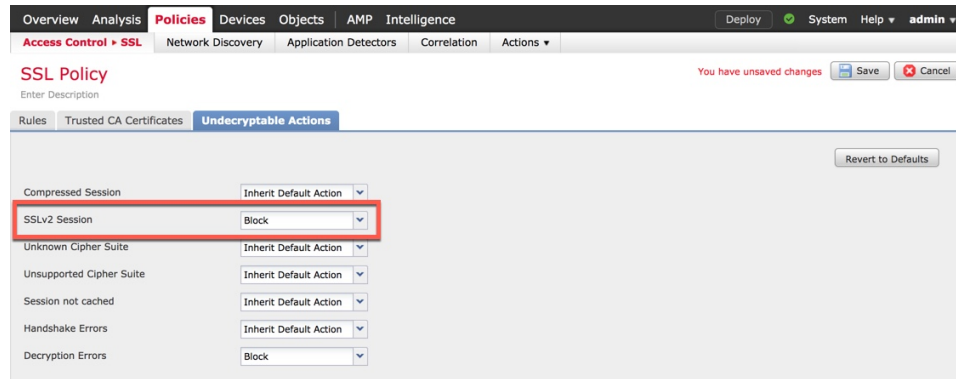 Overview Analysis Policies Devices Objects AMP Intelligence Deploy System Help admin
Access Control ▸ SSL Network Discovery Application Detectors Correlation Actions ▾
SSL Policy
You have unsaved changes Save Cancel
Enter Description
Rules Trusted CA Certificates Undecryptable Actions
Revert to Defaults
Compressed Session Inherit Default Action
SSLv2 Session Block
Unknown Cipher Suite Inherit Default Action
Unsupported Cipher Suite Inherit Default Action
Session not cached Inherit Default Action
Handshake Errors Inherit Default Action
Decryption Errors Block